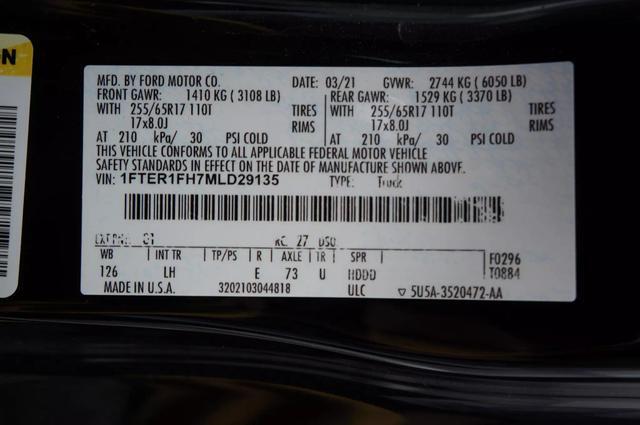 N
MFD. BY FORD MOTOR CO. DATE: 03/21 GVWR: 2744 KG ( 6050 LB)
FRONT GAWR: 1410 KG ( 3108 LB) REAR GAWR: 1529 KG ( 3370 LB)
WITH 255/65R17 110T TIRES WITH 255/65R17 110T TIRES
17x8.0J RIMS 17x8.0J RIMS
AT 210 kPa/ 30 PSI COLD AT 210 kPa/ 30 PSI COLD
THIS VEHICLE CONFORMS TO ALL APPLICABLE FEDERAL MOTOR VEHICLE
SAFETY STANDARDS IN EFFECT ON THE DATE OF MANUFACTURE SHOWN ABOVE.
VIN: 1FTER1FH7MLD29135 TYPE: Truck
RC: 27 DSO:
WB INT TR TP/PS R AXLE TR SPR F0296
126 LH E 73 U T0884
MADE IN U.S.A. 3202103044818 ULC ▽ 5U5A-3520472-AA